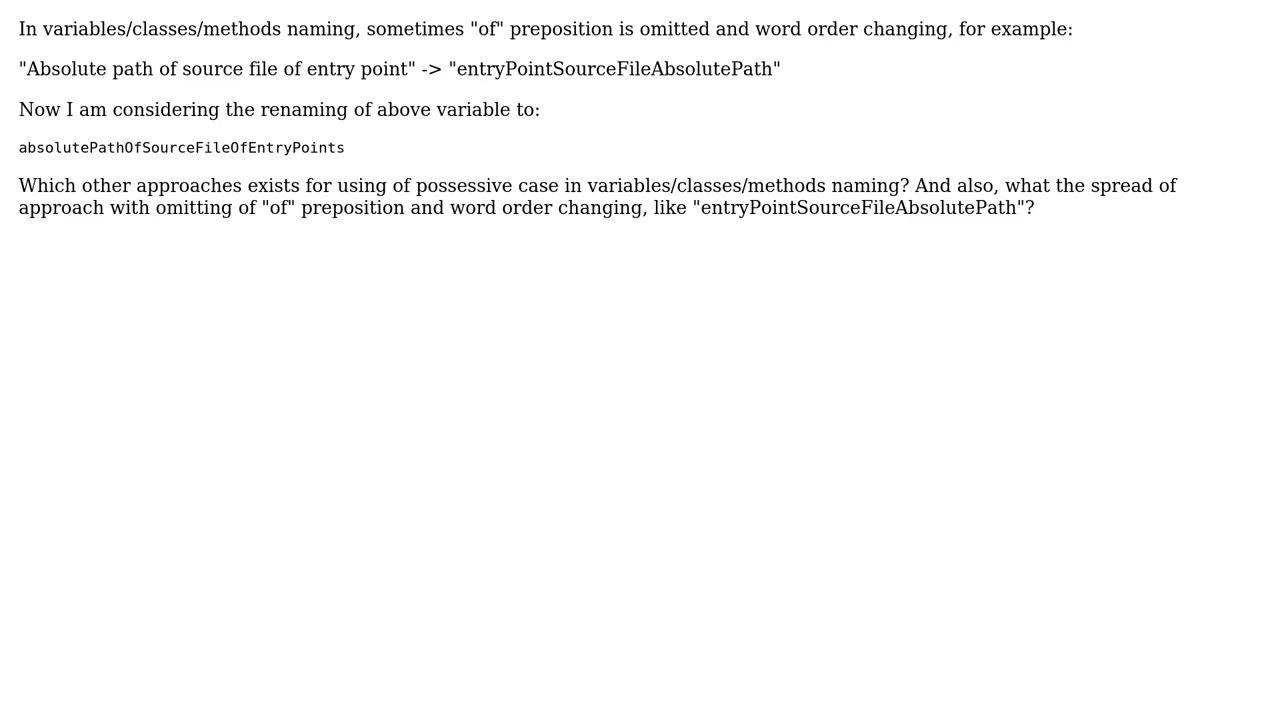 In variables/classes/methods naming, sometimes "of" preposition is omitted and word order changing, for example:
"Absolute path of source file of entry point" -> "entryPointSourceFileAbsolutePath"
Now I am considering the renaming of above variable to:
absolutePathOfSourceFileOfEntryPoints
Which other approaches exists for using of possessive case in variables/classes/methods naming? And also, what the spread of
approach with omitting of "of" preposition and word order changing, like "entryPointSourceFileAbsolutePath"?